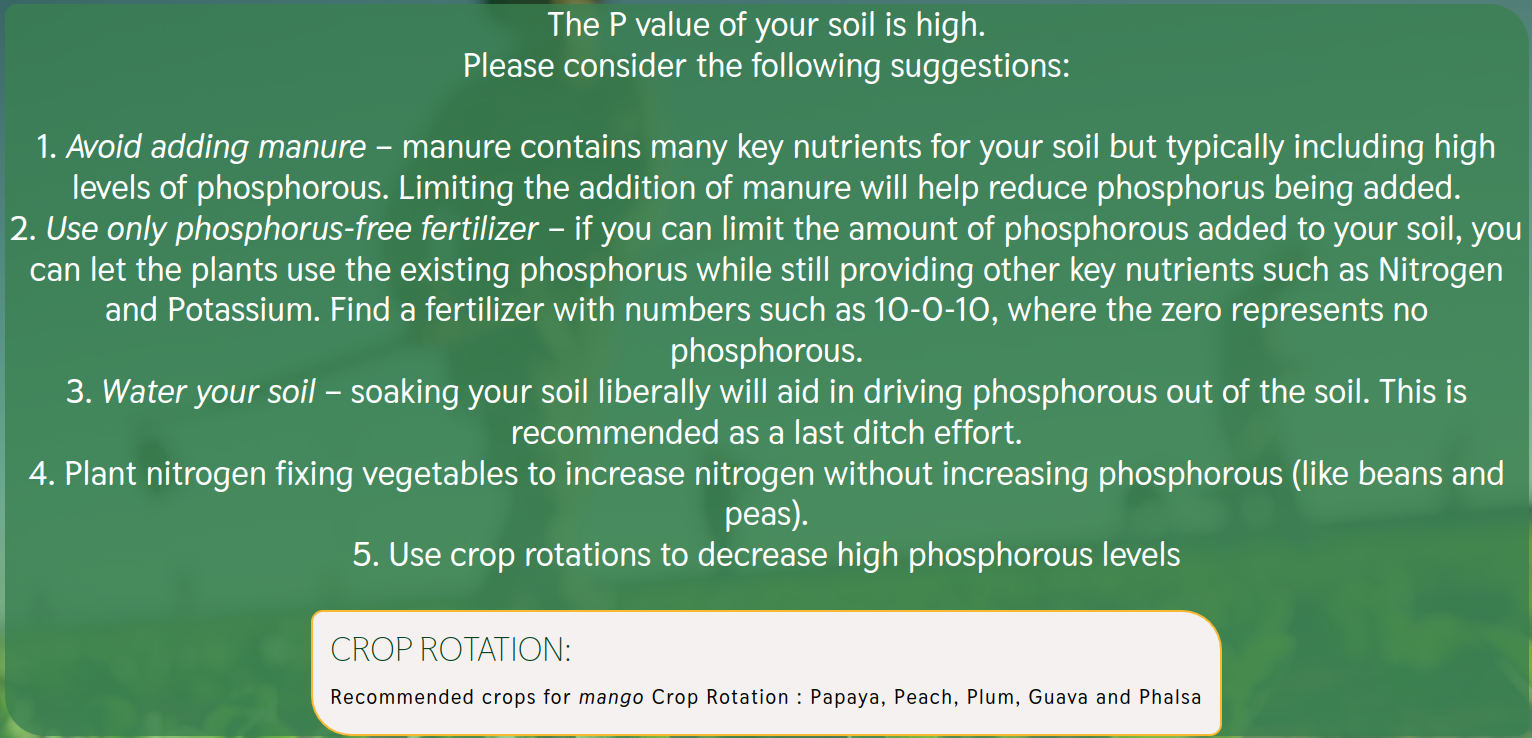 The P value of your soil is high.
Please consider the following suggestions:
1. Avoid adding manure – manure contains many key nutrients for your soil but typically including high
levels of phosphorous. Limiting the addition of manure will help reduce phosphorus being added.
2. Use only phosphorus-free fertilizer – if you can limit the amount of phosphorous added to your soil, you
can let the plants use the existing phosphorus while still providing other key nutrients such as Nitrogen
and Potassium. Find a fertilizer with numbers such as 10-0-10, where the zero represents no
phosphorous.
3. Water your soil – soaking your soil liberally will aid in driving phosphorous out of the soil. This is
recommended as a last ditch effort.
4. Plant nitrogen fixing vegetables to increase nitrogen without increasing phosphorous (like beans and
peas).
5. Use crop rotations to decrease high phosphorous levels
CROP ROTATION:
Recommended crops for mango Crop Rotation : Papaya, Peach, Plum, Guava and Phalsa